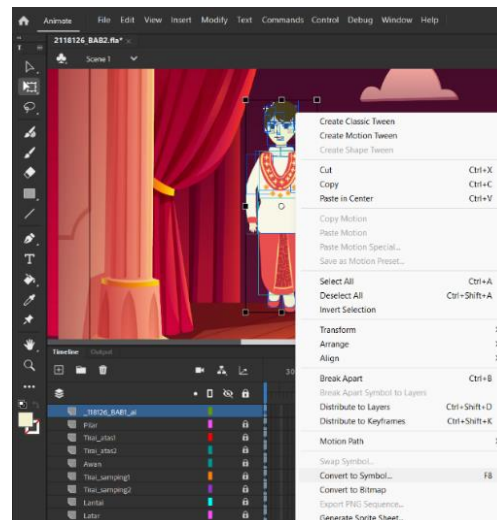 Animate File Edit View Insert Modify Text Commands Control Debug Window Help
2118126_BAB2.fla* ×
Scene 1
Create Classic Tween
Create Motion Tween
Create Shape Tween
Cut Ctrl+X
Copy Ctrl+C
Paste in Center Ctrl+V
Copy Motion
Paste Motion
Paste Motion Special...
Save as Motion Preset...
Select All Ctrl+A
Deselect All Ctrl+Shift+A
Invert Selection
Transform
Arrange
Align
Break Apart Ctrl+B
Break Apart Symbol to Layers
Distribute to Layers Ctrl+Shift+D
Distribute to Keyframes Ctrl+Shift+K
Motion Path
Swap Symbol...
Convert to Symbol... F8
Convert to Bitmap
Export PNG Sequence...
Generate Sprite Sheet...
Timeline Output
30
_118126_BAB1_ai
Pilar
Tirai_atas1
Tirai_atas2
Awan
Tirai_samping1
Tirai_samping2
Lantai
Latar